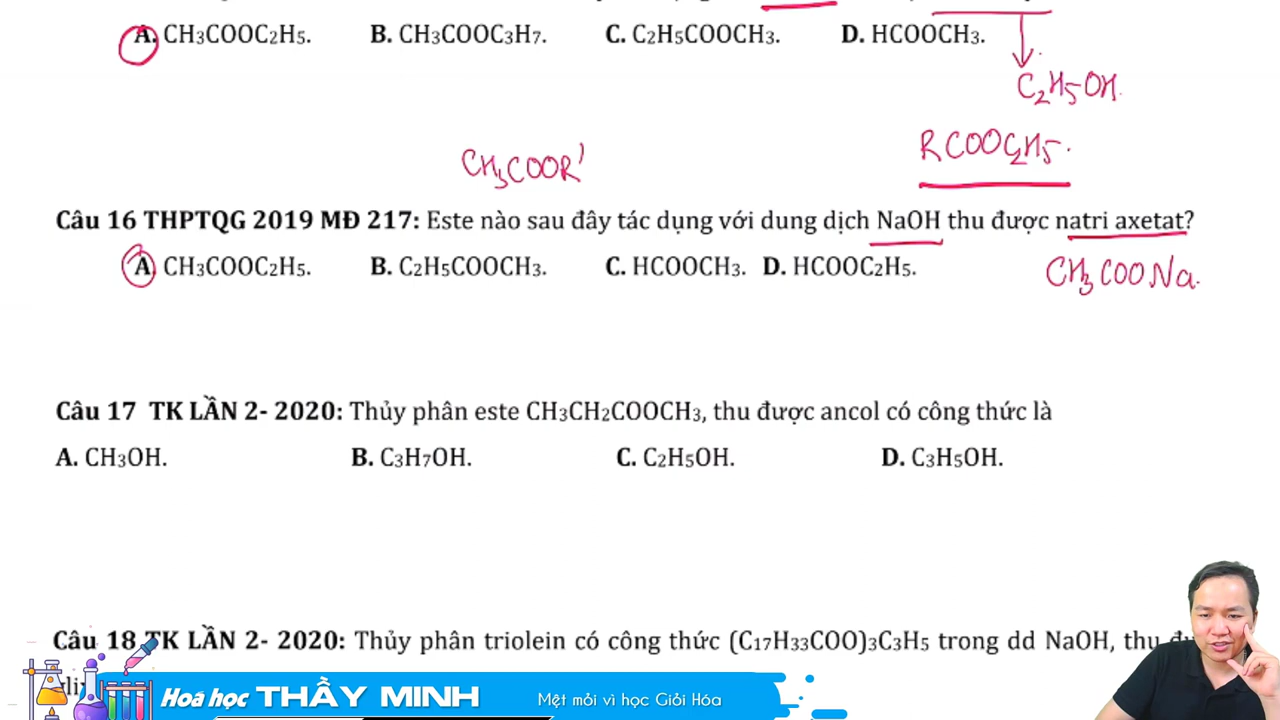 A. CH3COOC2H5. B. CH3COOC3H7. C. C2H5COOCH3. D. HCOOCH3.
C2H5OH.
RCOOC2H5.
CH3COOR'
Câu 16 THPTQG 2019 MĐ 217: Este nào sau đây tác dụng với dung dịch NaOH thu được natri axetat?
A. CH3COOC2H5. B. C2H5COOCH3. C. HCOOCH3. D. HCOOC2H5.
CH3COONa.
Câu 17 TK LẦN 2- 2020: Thủy phân este CH3CH2COOCH3, thu được ancol có công thức là
A. CH3OH. B. C3H7OH. C. C2H5OH. D. C3H5OH.
Câu 18 TK LẦN 2- 2020: Thủy phân triolein có công thức (C17H33COO)3C3H5 trong dd NaOH, thu
Hoá học THẦY MINH Mệt mỏi vì học Giỏi Hóa